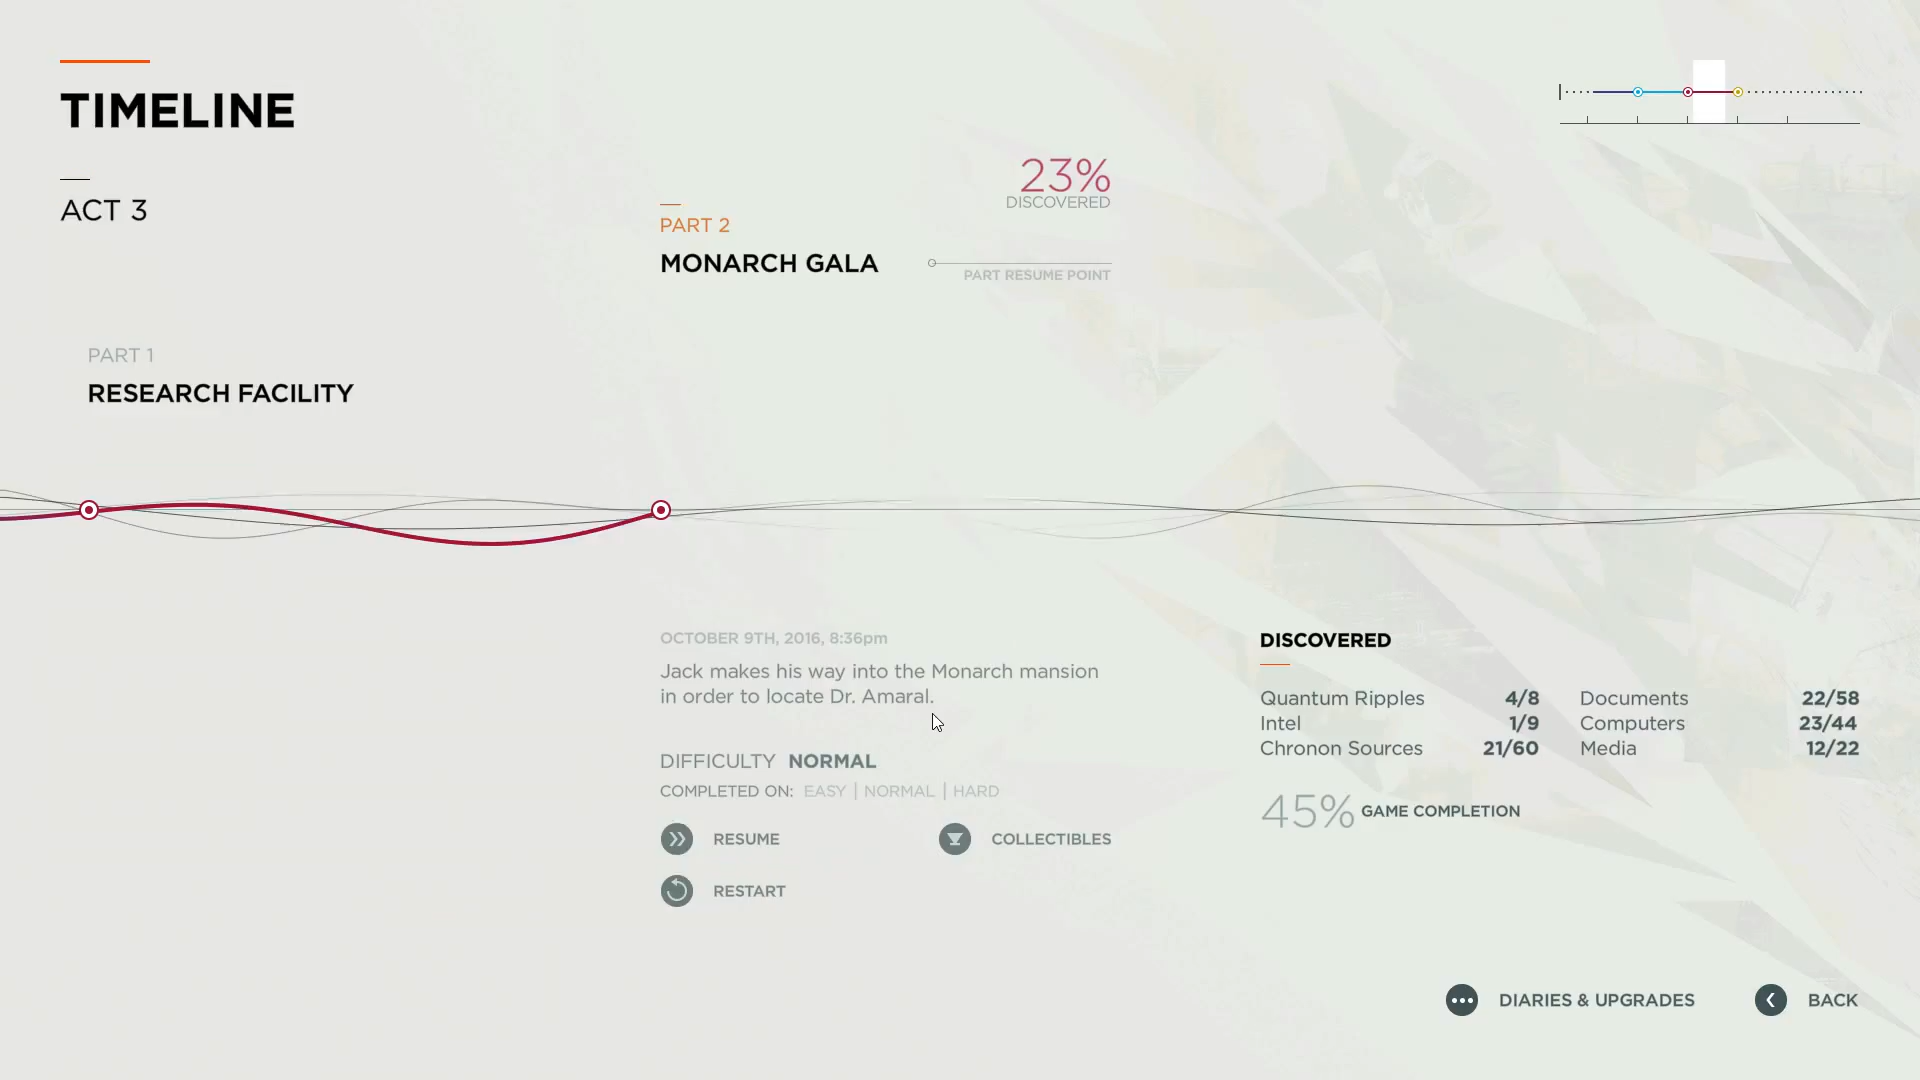 TIMELINE
ACT 3
PART 1
RESEARCH FACILITY
PART 2
MONARCH GALA
23%
DISCOVERED
PART RESUME POINT
OCTOBER 9TH, 2016, 8:36pm
Jack makes his way into the Monarch mansion
in order to locate Dr. Amaral.
DIFFICULTY NORMAL
COMPLETED ON: EASY | NORMAL | HARD
RESUME
COLLECTIBLES
RESTART
DISCOVERED
Quantum Ripples 4/8
Intel 1/9
Chronon Sources 21/60
Documents 22/58
Computers 23/44
Media 12/22
45% GAME COMPLETION
DIARIES & UPGRADES
BACK